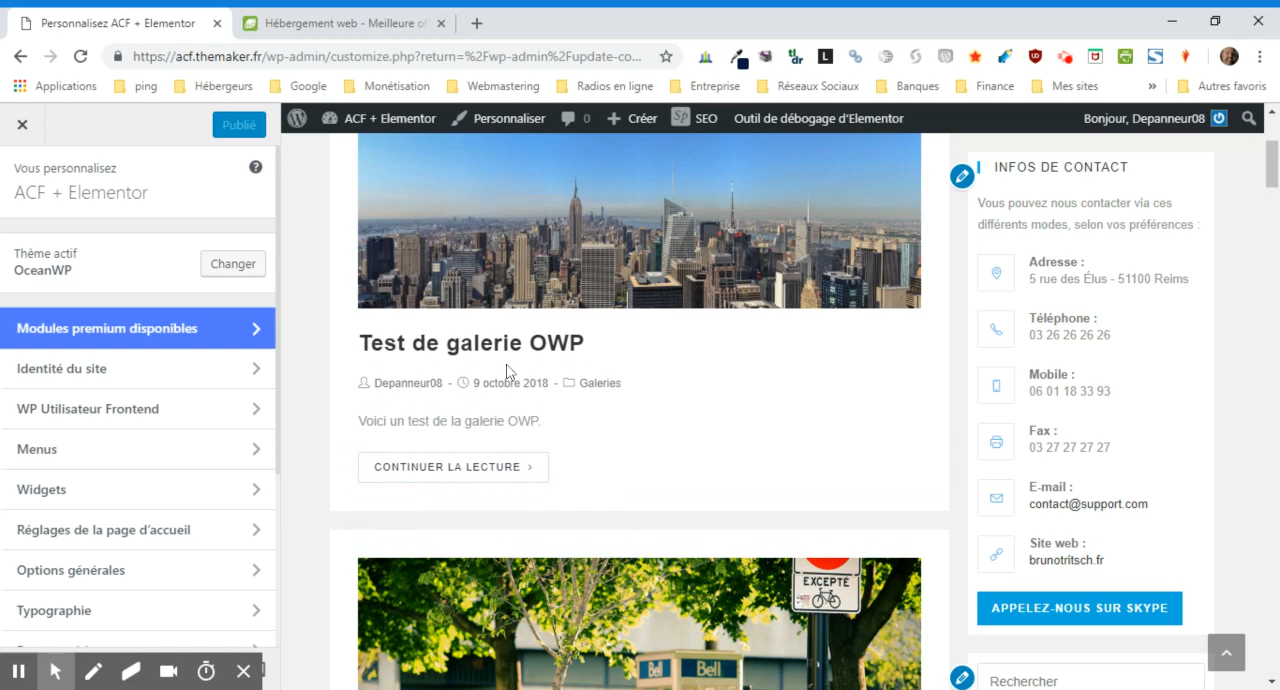 Personnalisez ACF + Elementor
Hébergement web - Meilleure of
https://acf.themaker.fr/wp-admin/customize.php?return=%2Fwp-admin%2Fupdate-co...
tl;dr
L
Applications
ping
Hébergeurs
Google
Monétisation
Webmastering
Radios en ligne
Entreprise
Réseaux Sociaux
Banques
Finance
Mes sites
»
Autres favoris
Publié
ACF + Elementor
Personnaliser
0
Créer
SEO
Outil de débogage d'Elementor
Bonjour, Depanneur08
Vous personnalisez
ACF + Elementor
Thème actif
OceanWP
Changer
Modules premium disponibles
Identité du site
WP Utilisateur Frontend
Menus
Widgets
Réglages de la page d'accueil
Options générales
Typographie
Test de galerie OWP
Depanneur08 - 9 octobre 2018 - Galeries
Voici un test de la galerie OWP.
CONTINUER LA LECTURE >
EXCEPTÉ
Bell
Bell
INFOS DE CONTACT
Vous pouvez nous contacter via ces
différents modes, selon vos préférences :
Adresse :
5 rue des Élus - 51100 Reims
Téléphone :
03 26 26 26 26
Mobile :
06 01 18 33 93
Fax :
03 27 27 27 27
E-mail :
contact@support.com
Site web :
brunotritsch.fr
APPELEZ-NOUS SUR SKYPE
Rechercher